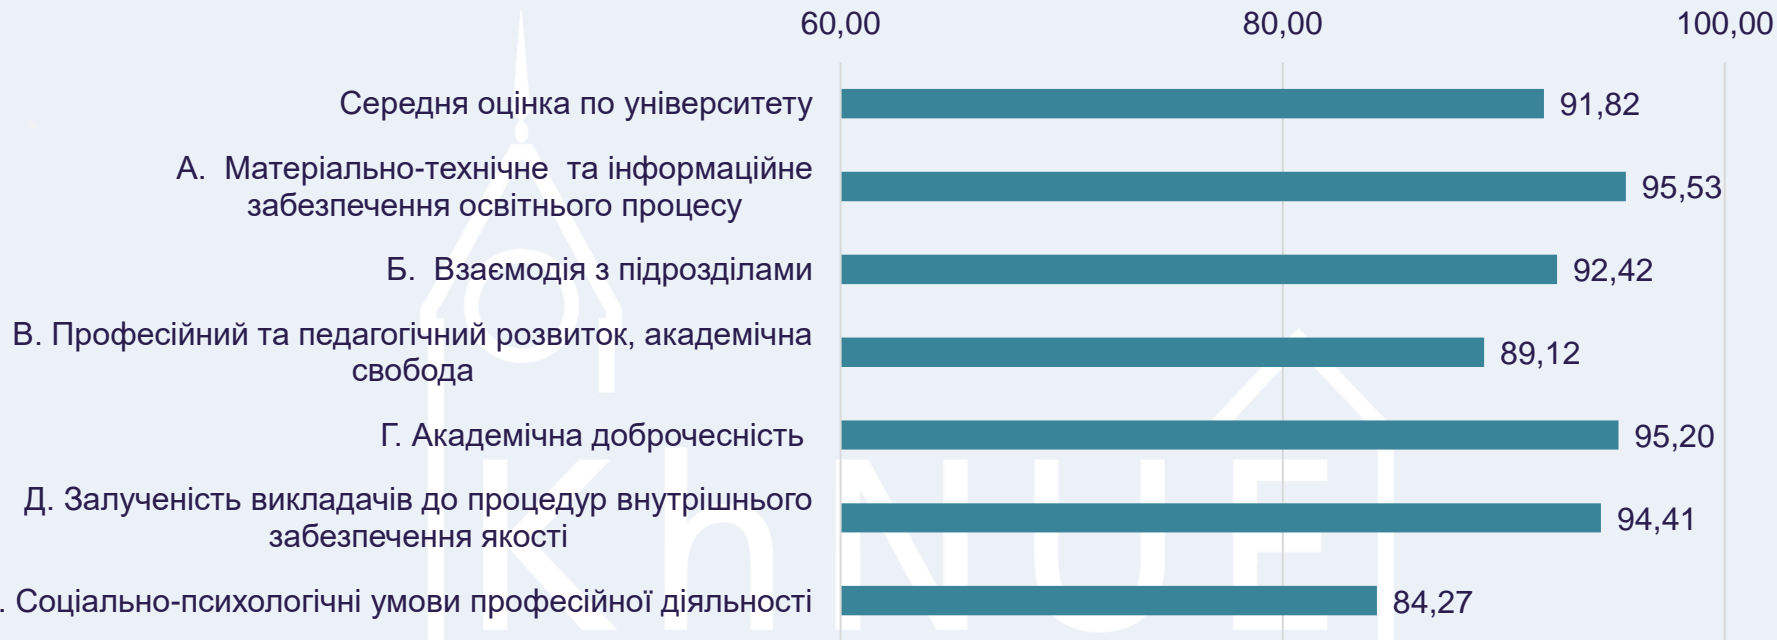 60,00 80,00 100,00
Середня оцінка по університету 91,82
А. Матеріально-технічне та інформаційне
забезпечення освітнього процесу 95,53
Б. Взаємодія з підрозділами 92,42
В. Професійний та педагогічний розвиток, академічна
свобода 89,12
Г. Академічна доброчесність 95,20
Д. Залученість викладачів до процедур внутрішнього
забезпечення якості 94,41
. Соціально-психологічні умови професійної діяльності 84,27
KhNUE